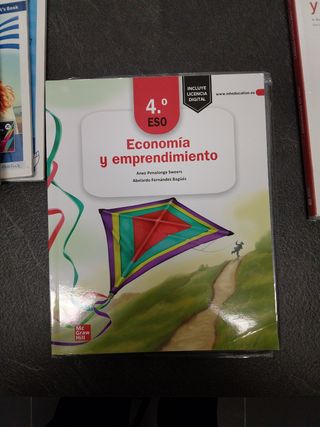 's Book
y
4.º
ESO
INCLUYE
LICENCIA
DIGITAL
www.mheducation.es
Economía
y emprendimiento
Anxo Penalonga Sweers
Abelardo Fernández Bagüés
Mc
Graw
Hill